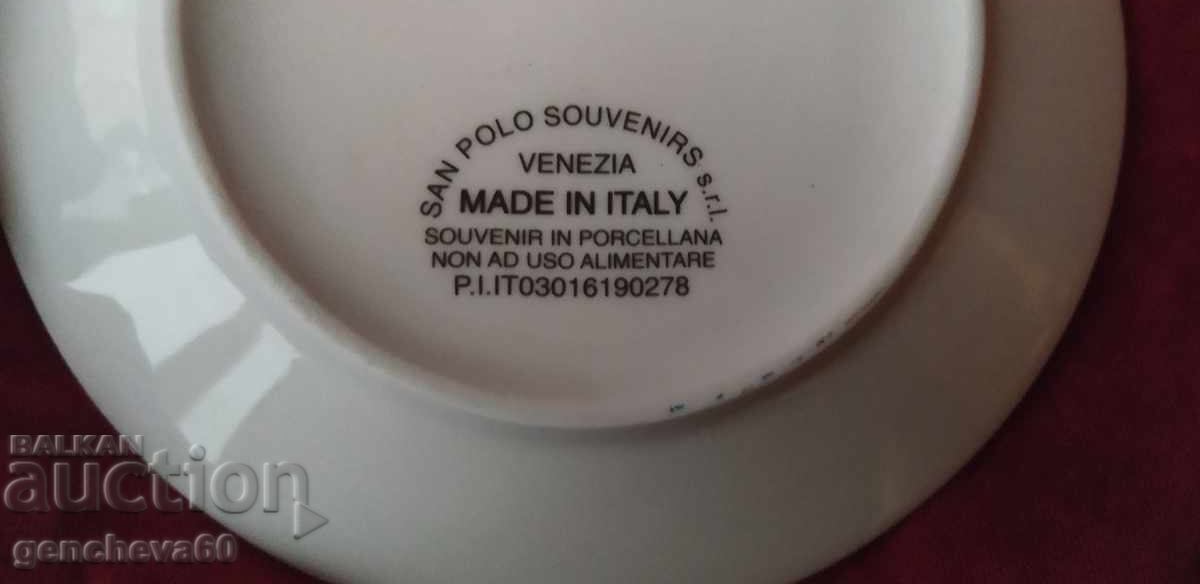 SAN POLO SOUVENIRS s.r.l.
VENEZIA
MADE IN ITALY
SOUVENIR IN PORCELLANA
NON AD USO ALIMENTARE
P.I.IT03016190278
BALKAN
auction
gencheva60